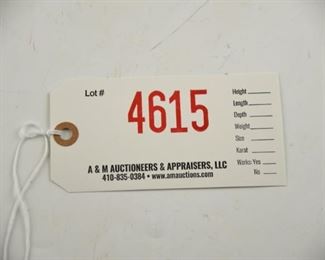 Lot #
4615
A & M AUCTIONEERS & APPRAISERS, LLC
410-835-0384 • www.amauctions.com
Height
Length
Depth
Weight
Size
Karat
Works: Yes
No